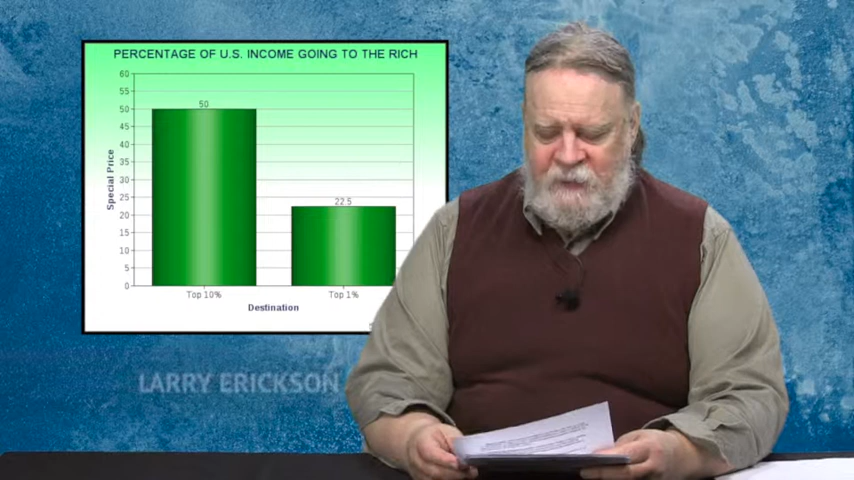 PERCENTAGE OF U.S. INCOME GOING TO THE RICH
60
55
50
45
40
35
30
25
20
15
10
5
0
50
22.5
Special Price
Top 10%
Top 1%
Destination
LARRY ERICKSON